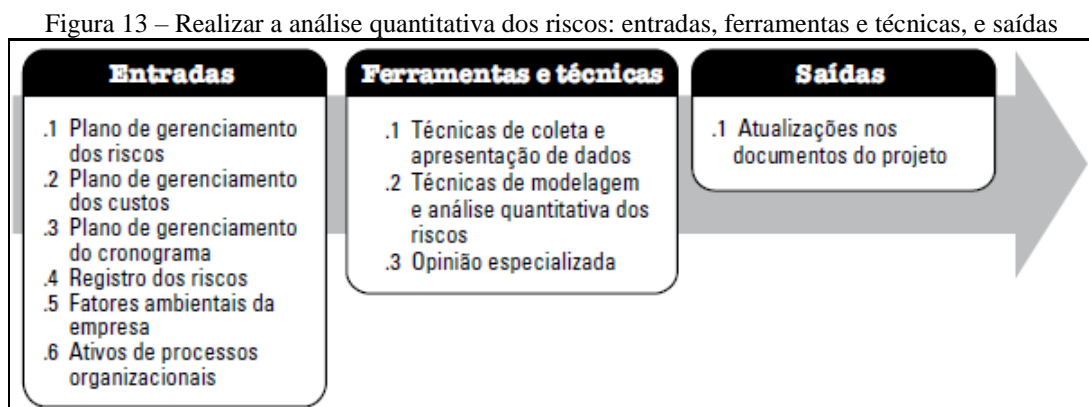 Figura 13 – Realizar a análise quantitativa dos riscos: entradas, ferramentas e técnicas, e saídas
Entradas
.1 Plano de gerenciamento
dos riscos
.2 Plano de gerenciamento
dos custos
.3 Plano de gerenciamento
do cronograma
.4 Registro dos riscos
.5 Fatores ambientais da
empresa
.6 Ativos de processos
organizacionais
Ferramentas e técnicas
.1 Técnicas de coleta e
apresentação de dados
.2 Técnicas de modelagem
e análise quantitativa dos
riscos
.3 Opinião especializada
Saídas
.1 Atualizações nos
documentos do projeto